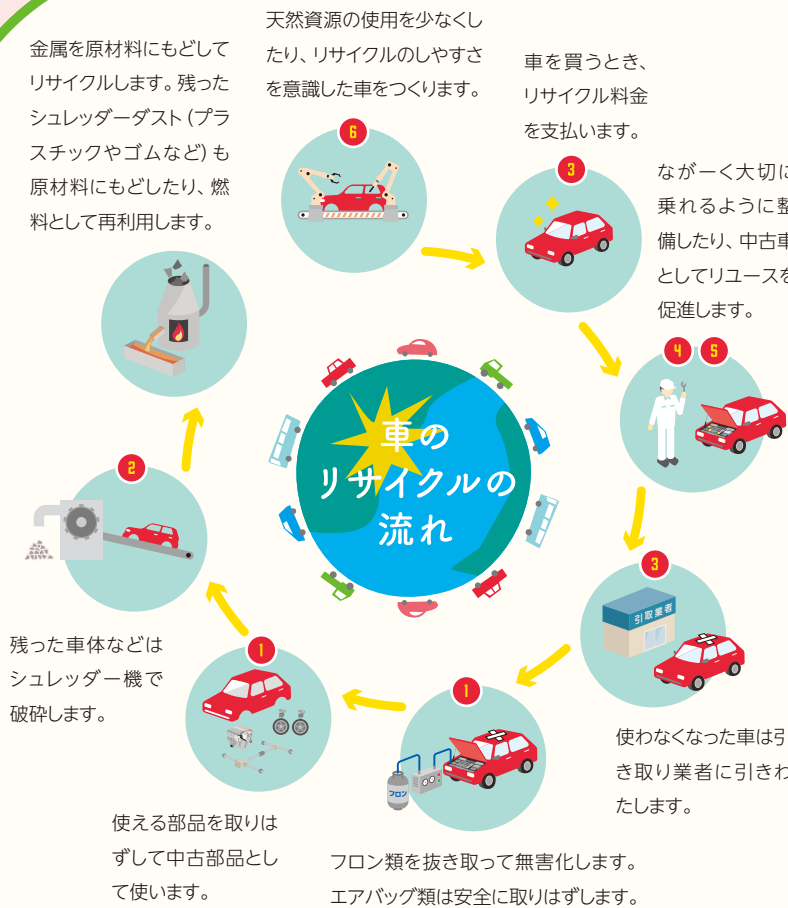 天然資源の使用を少なくし
たり、リサイクルのしやすさ
を意識した車をつくります。
6
車を買うとき、
リサイクル料金
を支払います。
3
ながーく大切に
乗れるように整
備したり、中古車
としてリユースを
促進します。
4 5
3
引取業者
使わなくなった車は引
き取り業者に引きわ
たします。
1
フロン
フロン類を抜き取って無害化します。
エアバッグ類は安全に取りはずします。
1
使える部品を取りは
ずして中古部品とし
て使います。
2
残った車体などは
シュレッダー機で
破砕します。
金属を原材料にもどして
リサイクルします。残った
シュレッダーダスト(プラ
スチックやゴムなど)も
原材料にもどしたり、燃
料として再利用します。
車の
リサイクルの
流れ